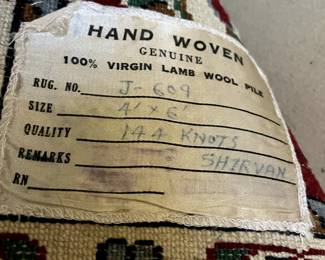 HAND WOVEN
GENUINE
100% VIRGIN LAMB WOOL PILE
RUG. NO. J-609
SIZE 4' x 6'
QUALITY 144 KNOTS
REMARKS : SHIRVAN
RN